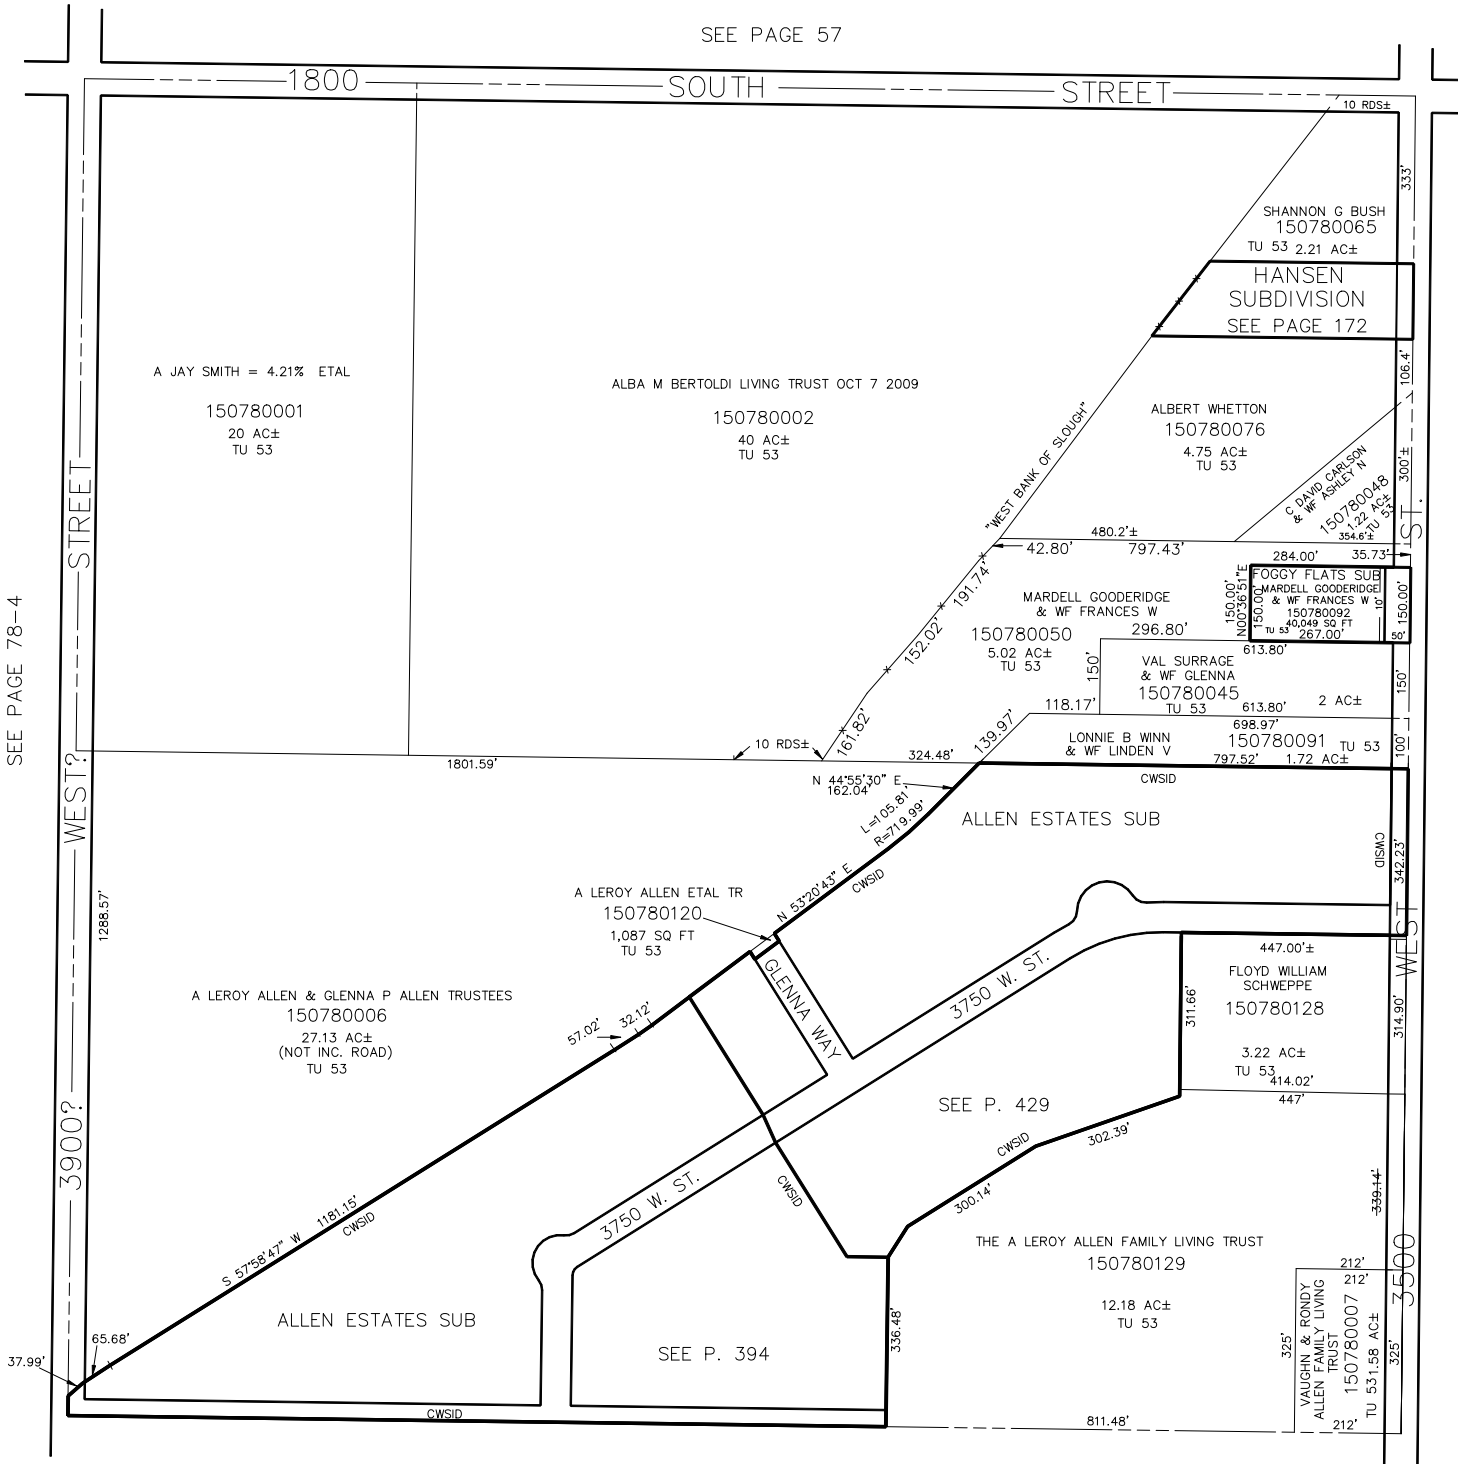 SEE PAGE 57
1800 SOUTH STREET
10 RDS±
333'
SHANNON G BUSH
150780065
TU 53 2.21 AC±
HANSEN
SUBDIVISION
SEE PAGE 172
106.4'
A JAY SMITH = 4.21% ETAL
150780001
20 AC±
TU 53
ALBA M BERTOLDI LIVING TRUST OCT 7 2009
150780002
40 AC±
TU 53
"WEST BANK OF SLOUGH"
ALBERT WHETTON
150780076
4.75 AC±
TU 53
C DAVID CARLSON
& WF ASHLEY N
150780048
1.22 AC±
TU 53
300'±
354.6'±
480.2'±
42.80'
797.43'
284.00'
35.73'
191.74'
152.02'
161.82'
MARDELL GOODERIDGE
& WF FRANCES W
150780050
5.02 AC±
TU 53
296.80'
150'
150.00'
N00°36'51"E
150.00'
FOGGY FLATS SUB
MARDELL GOODERIDGE
& WF FRANCES W
150780092
40,049 SQ FT
TU 53
267.00'
10'
50'
150.00'
613.80'
VAL SURRAGE
& WF GLENNA
150780045
TU 53
2 AC±
613.80'
150'
118.17'
139.97'
698.97'
LONNIE B WINN
& WF LINDEN V
150780091
TU 53
797.52'
1.72 AC±
100'
SEE PAGE 78-4
3900? WEST? STREET
1801.59'
10 RDS±
324.48'
N 44°55'30" E
162.04'
L=105.81'
R=719.99'
CWSID
ALLEN ESTATES SUB
CWSID
342.23'
N 53°20'43" E
CWSID
A LEROY ALLEN ETAL TR
150780120
1,087 SQ FT
TU 53
1288.57'
GLENNA WAY
3750 W. ST.
447.00'±
FLOYD WILLIAM
SCHWEPPE
150780128
3.22 AC±
TU 53
414.02'
447'
311.66'
314.90'
A LEROY ALLEN & GLENNA P ALLEN TRUSTEES
150780006
27.13 AC±
(NOT INC. ROAD)
TU 53
57.02'
32.12'
SEE P. 429
302.39'
CWSID
300.14'
339.14'
CWSID
3750 W. ST.
1181.15'
CWSID
S 57°58'47" W
THE A LEROY ALLEN FAMILY LIVING TRUST
150780129
12.18 AC±
TU 53
3500 WEST ST.
212'
212'
VAUGHN & RONDY
ALLEN FAMILY LIVING
TRUST
150780007
TU 53 1.58 AC±
325'
325'
212'
ALLEN ESTATES SUB
65.68'
37.99'
SEE P. 394
336.48'
CWSID
811.48'